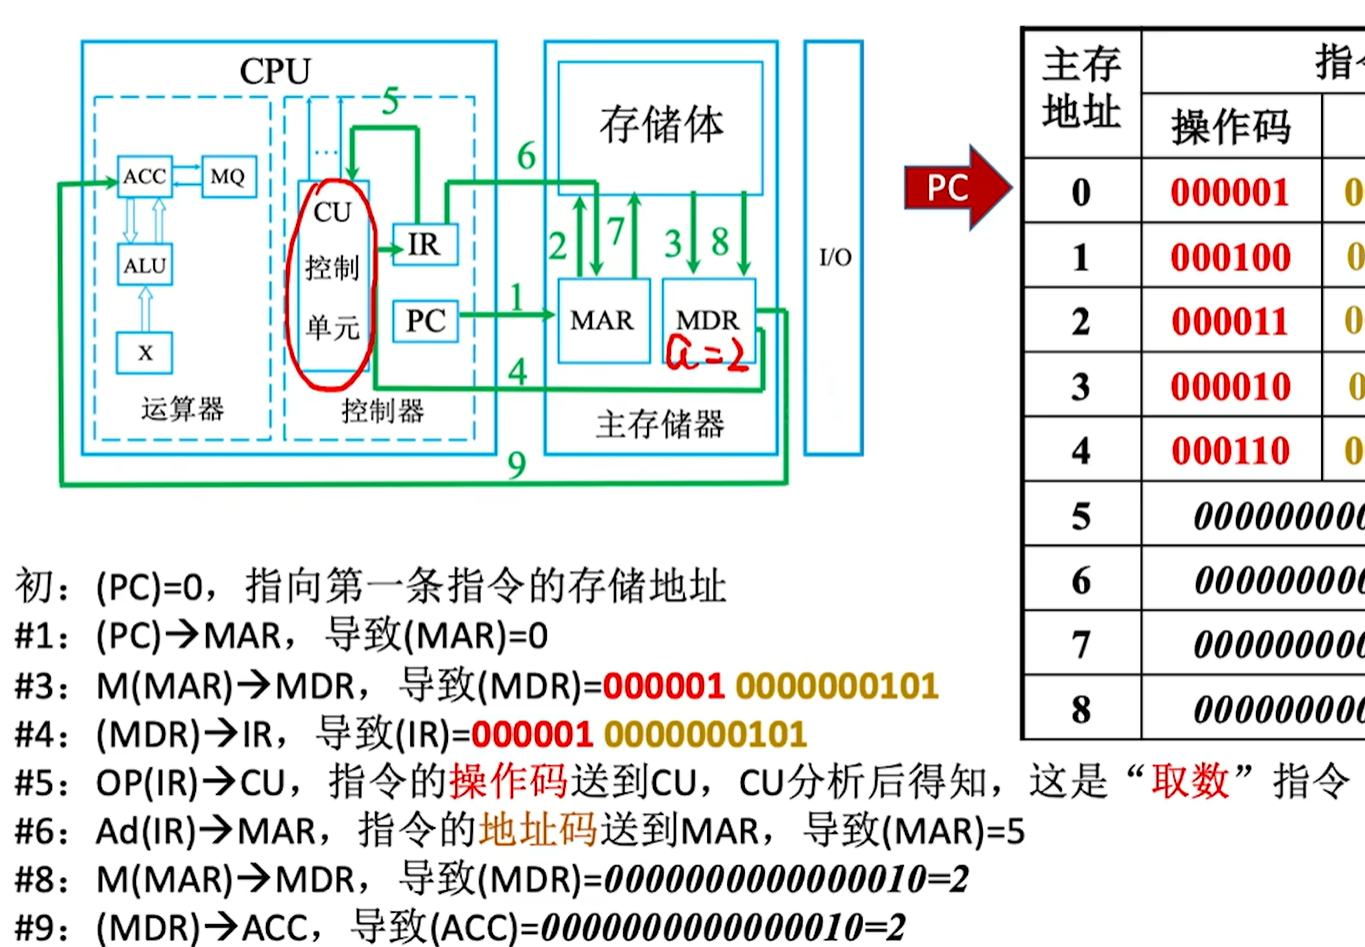 CPU
5
ACC
MQ
ALU
X
运算器
...
CU
控制
单元
IR
PC
控制器
6
存储体
2
7
3
8
1
MAR
MDR
a=2
4
主存储器
9
I/O
PC
主存
地址
操作码
0 000001 0
1 000100 0
2 000011 0
3 000010 0
4 000110 0
5 000000000
6 000000000
7 000000000
8 000000000
初：(PC)=0，指向第一条指令的存储地址
#1：(PC)→MAR，导致(MAR)=0
#3：M(MAR)→MDR，导致(MDR)=000001 0000000101
#4：(MDR)→IR，导致(IR)=000001 0000000101
#5：OP(IR)→CU，指令的操作码送到CU，CU分析后得知，这是“取数”指令
#6：Ad(IR)→MAR，指令的地址码送到MAR，导致(MAR)=5
#8：M(MAR)→MDR，导致(MDR)=0000000000000010=2
#9：(MDR)→ACC，导致(ACC)=0000000000000010=2